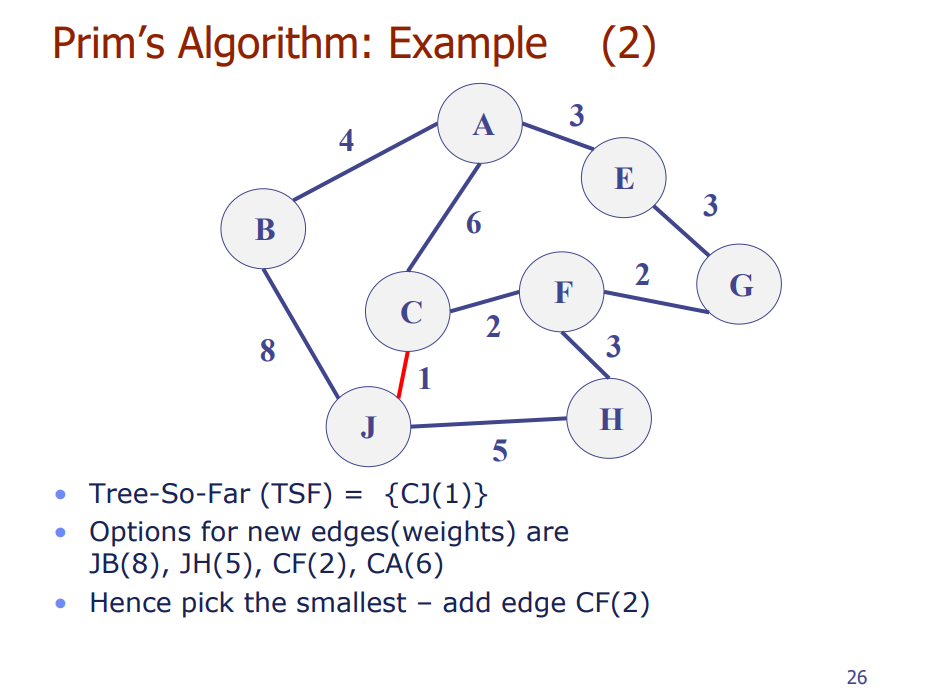 Prim’s Algorithm: Example (2)
A
3
4
E
3
B
6
G
2
F
C
2
3
8
1
H
J
5
• Tree-So-Far (TSF) = {CJ(1)}
• Options for new edges(weights) are
JB(8), JH(5), CF(2), CA(6)
• Hence pick the smallest – add edge CF(2)
26